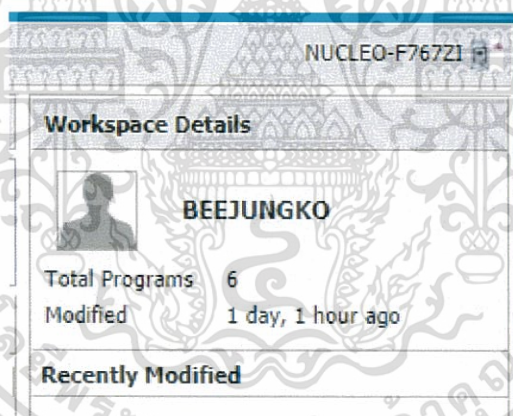 NUCLEO-F767ZI
Workspace Details
BEEJUNGKO
Total Programs 6
Modified 1 day, 1 hour ago
Recently Modified